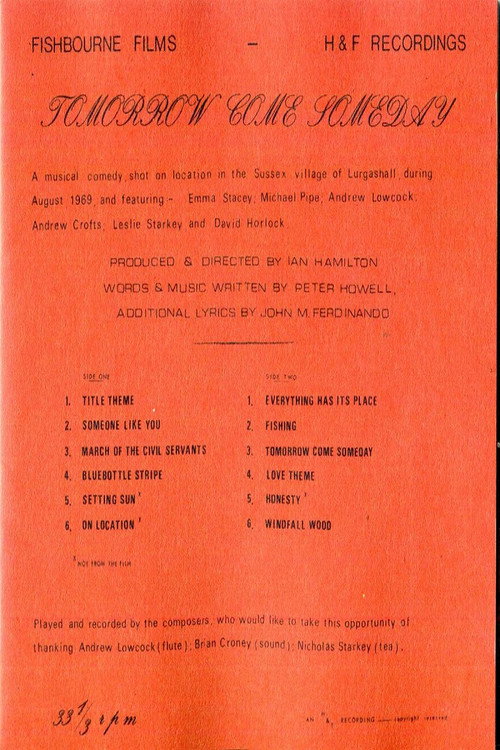 FISHBOURNE FILMS – H & F RECORDINGS
TOMORROW COME SOMEDAY
A musical comedy shot on location in the Sussex village of Lurgashall during
August 1969, and featuring – Emma Stacey; Michael Pipe; Andrew Lowcock;
Andrew Crofts; Leslie Starkey and David Horlock.
PRODUCED & DIRECTED BY IAN HAMILTON
WORDS & MUSIC WRITTEN BY PETER HOWELL,
ADDITIONAL LYRICS BY JOHN M. FERDINANDO
SIDE ONE
1. TITLE THEME
2. SOMEONE LIKE YOU
3. MARCH OF THE CIVIL SERVANTS
4. BLUEBOTTLE STRIPE
5. SETTING SUN
6. ON LOCATION
NOT FROM THE FILM
SIDE TWO
1. EVERYTHING HAS ITS PLACE
2. FISHING
3. TOMORROW COME SOMEDAY
4. LOVE THEME
5. HONESTY
6. WINDFALL WOOD
Played and recorded by the composers, who would like to take this opportunity of
thanking Andrew Lowcock (flute); Brian Croney (sound); Nicholas Starkey (tea).
33 1/3 rpm
AN H & F RECORDING — copyright reserved